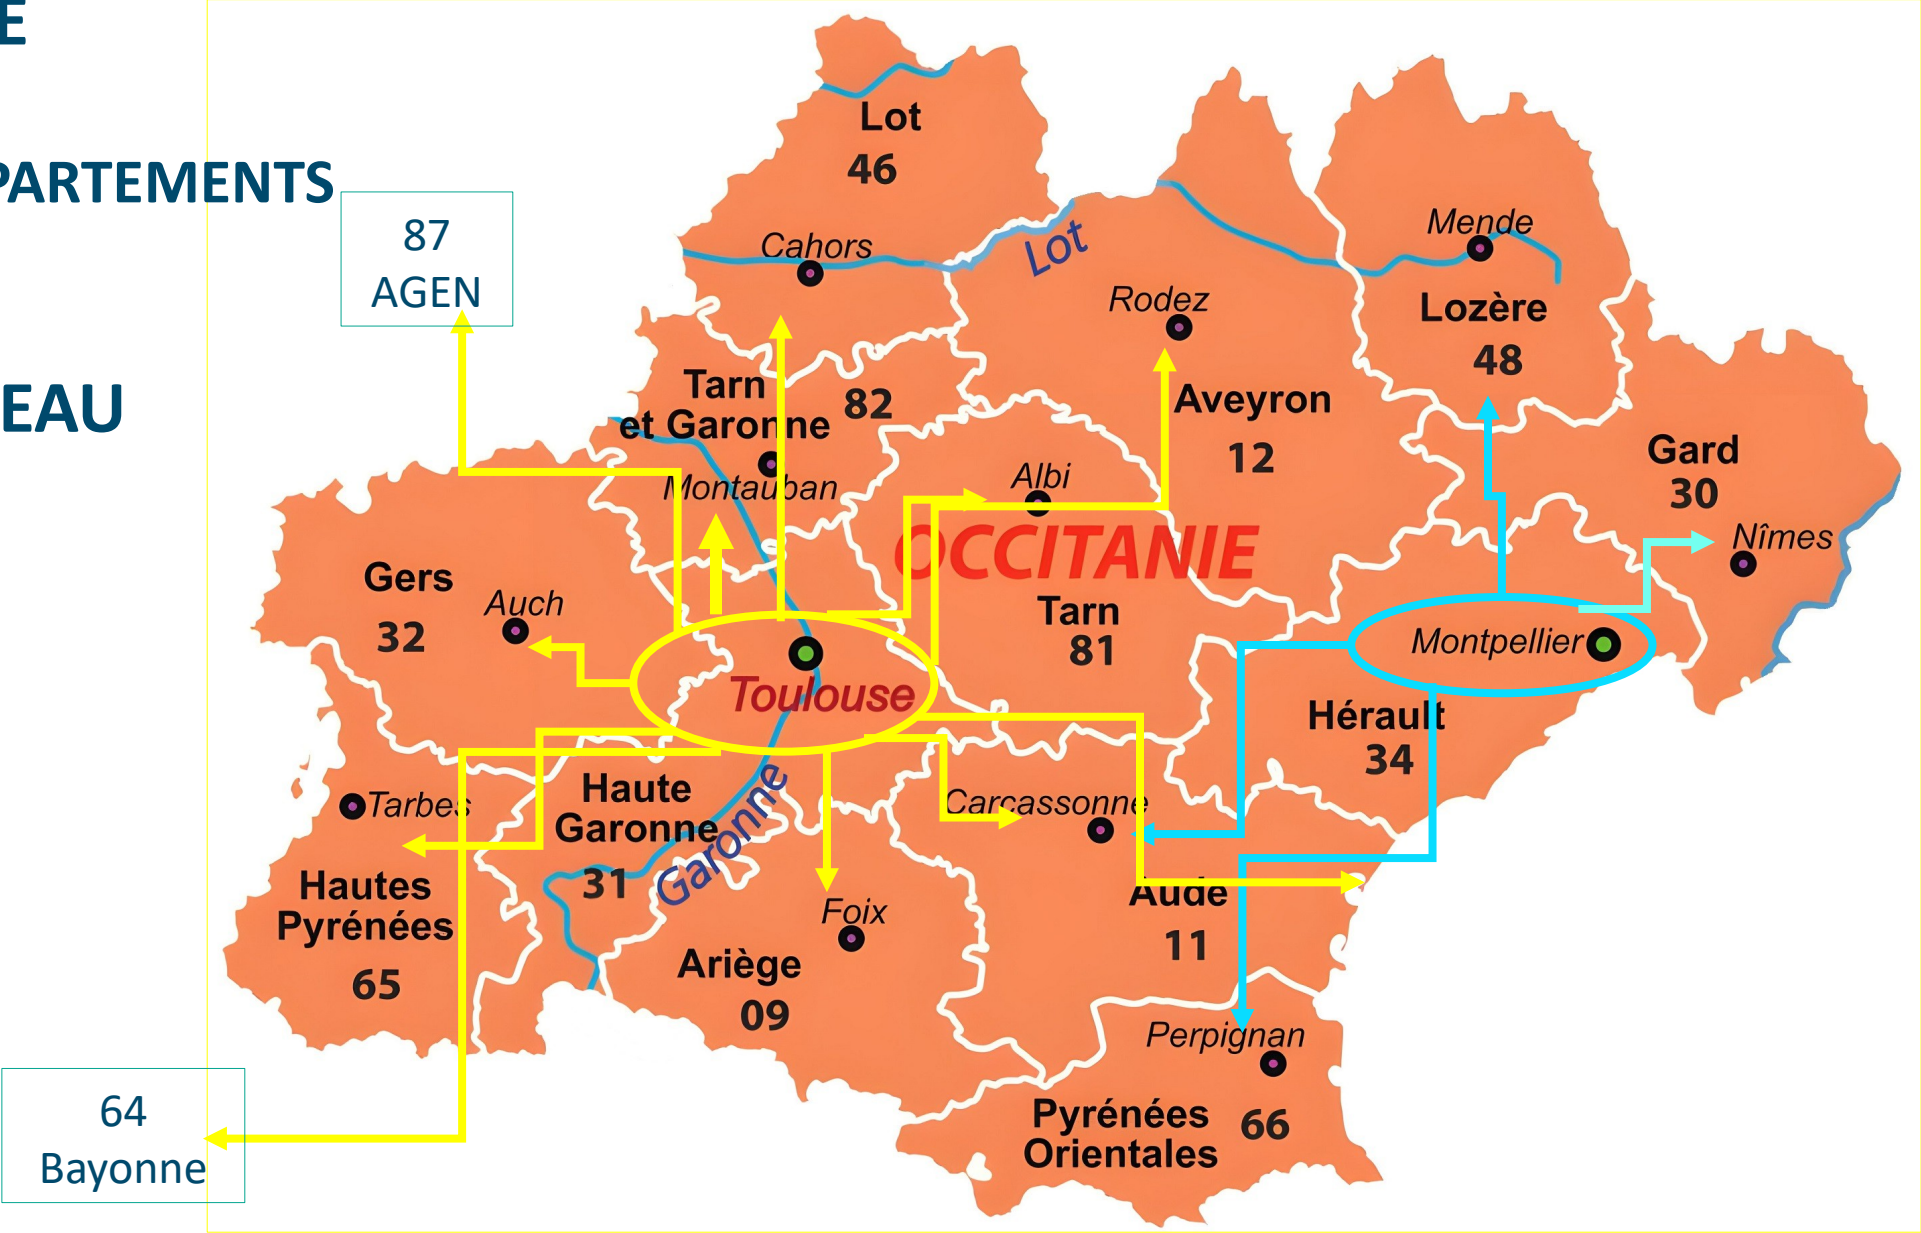 E
PARTEMENTS
EAU
87
AGEN
64
Bayonne
Lot
46
Cahors
Lot
Mende
Lozère
48
Rodez
Aveyron
12
Tarn
et Garonne
82
Montauban
Albi
OCCITANIE
Tarn
81
Gard
30
Nîmes
Gers
32
Auch
Toulouse
Montpellier
Hérault
34
Tarbes
Hautes
Pyrénées
65
Haute
Garonne
31
Garonne
Carcassonne
Aude
11
Foix
Ariège
09
Perpignan
Pyrénées
Orientales
66